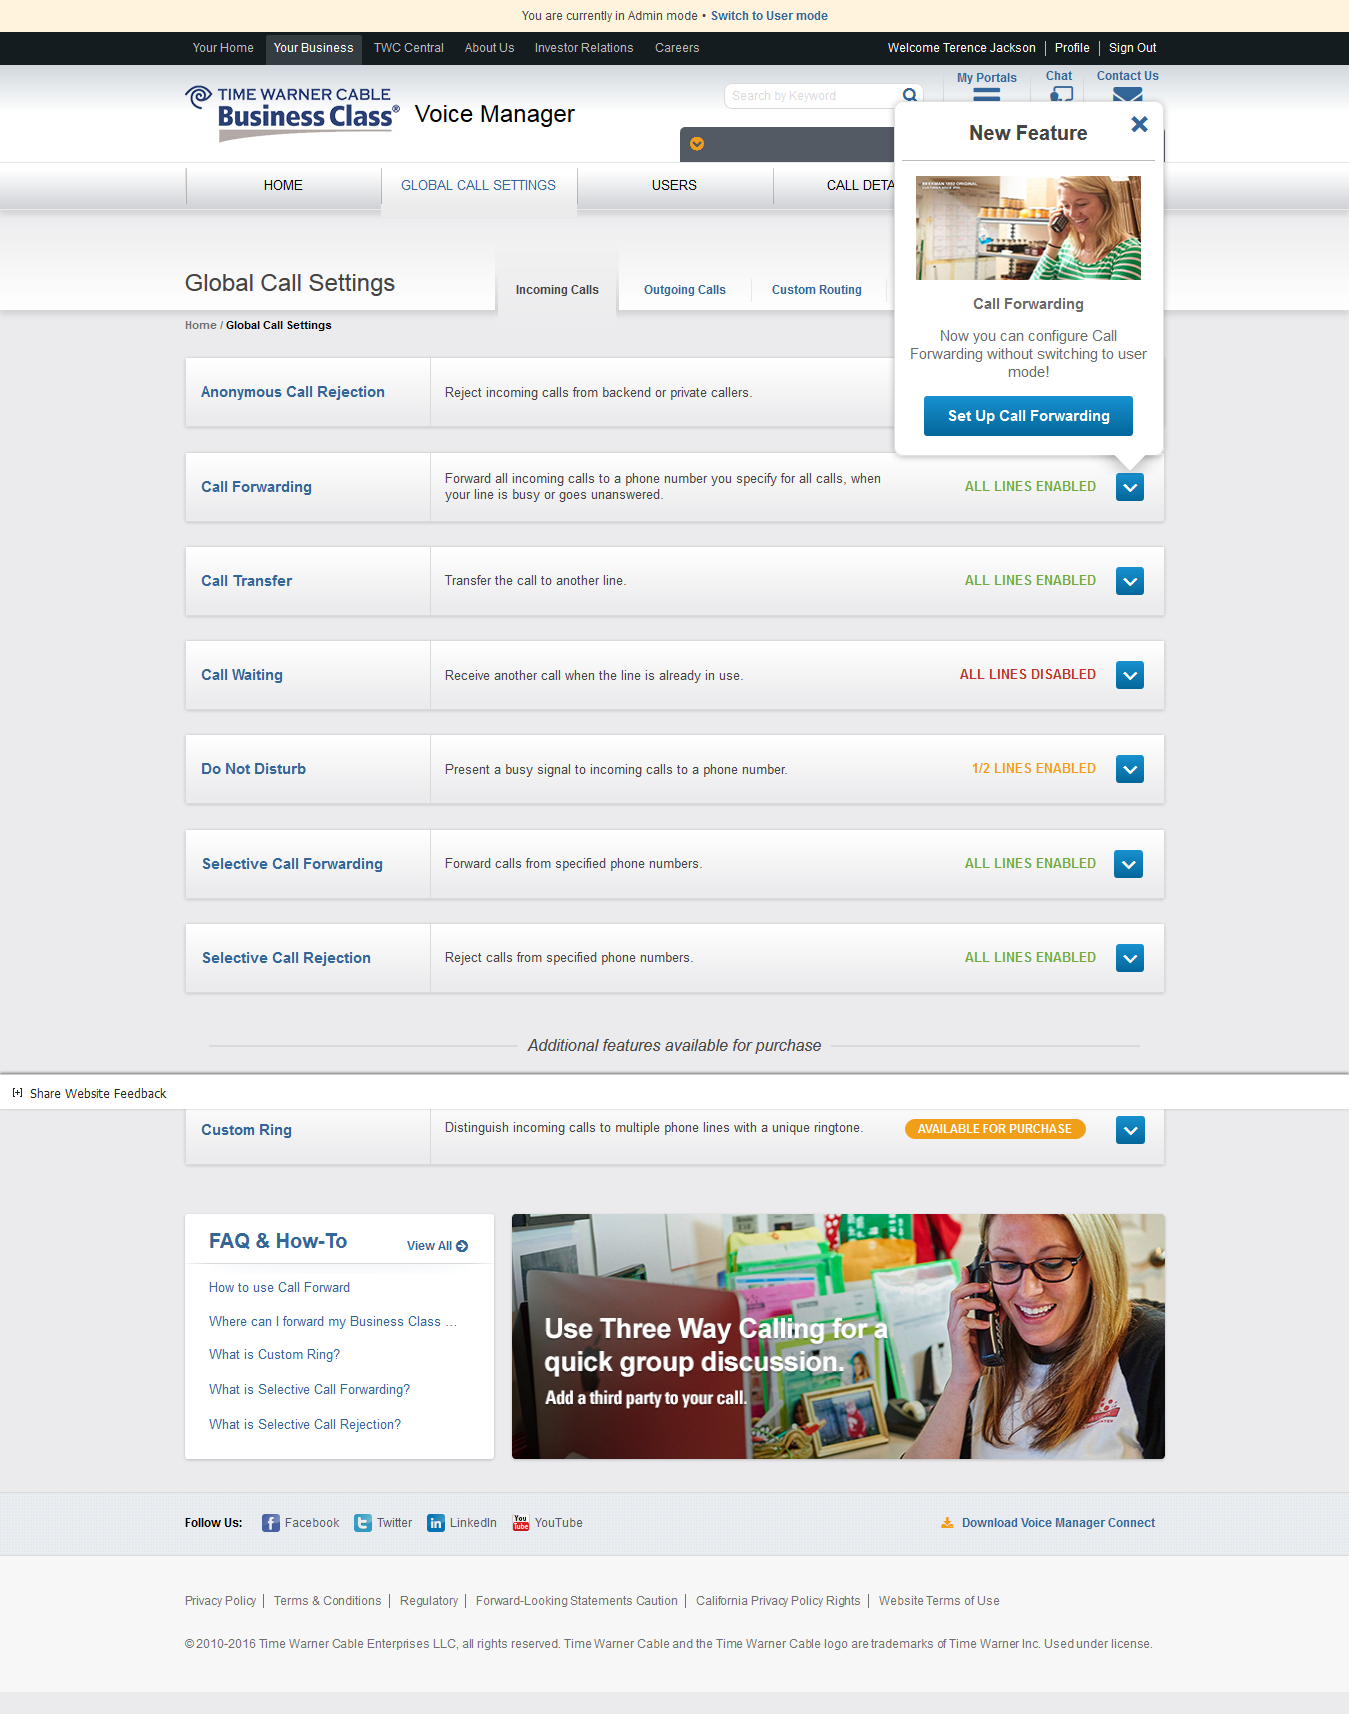 You are currently in Admin mode • Switch to User mode
Your Home Your Business TWC Central About Us Investor Relations Careers Welcome Terence Jackson Profile Sign Out
TIME WARNER CABLE
Business Class®
Voice Manager
Search by Keyword
My Portals Chat Contact Us
HOME GLOBAL CALL SETTINGS USERS CALL DETA
New Feature
Call Forwarding
Now you can configure Call
Forwarding without switching to user
mode!
Set Up Call Forwarding
Global Call Settings
Incoming Calls Outgoing Calls Custom Routing
Home / Global Call Settings
Anonymous Call Rejection Reject incoming calls from backend or private callers.
Call Forwarding
Forward all incoming calls to a phone number you specify for all calls, when
your line is busy or goes unanswered.
ALL LINES ENABLED
Call Transfer Transfer the call to another line. ALL LINES ENABLED
Call Waiting Receive another call when the line is already in use. ALL LINES DISABLED
Do Not Disturb Present a busy signal to incoming calls to a phone number. 1/2 LINES ENABLED
Selective Call Forwarding Forward calls from specified phone numbers. ALL LINES ENABLED
Selective Call Rejection Reject calls from specified phone numbers. ALL LINES ENABLED
Additional features available for purchase
[+] Share Website Feedback
Custom Ring Distinguish incoming calls to multiple phone lines with a unique ringtone. AVAILABLE FOR PURCHASE
FAQ & How-To View All
How to use Call Forward
Where can I forward my Business Class ...
What is Custom Ring?
What is Selective Call Forwarding?
What is Selective Call Rejection?
Use Three Way Calling for a
quick group discussion.
Add a third party to your call.
Follow Us: Facebook Twitter LinkedIn YouTube Download Voice Manager Connect
Privacy Policy Terms & Conditions Regulatory Forward-Looking Statements Caution California Privacy Policy Rights Website Terms of Use
© 2010-2016 Time Warner Cable Enterprises LLC, all rights reserved. Time Warner Cable and the Time Warner Cable logo are trademarks of Time Warner Inc. Used under license.